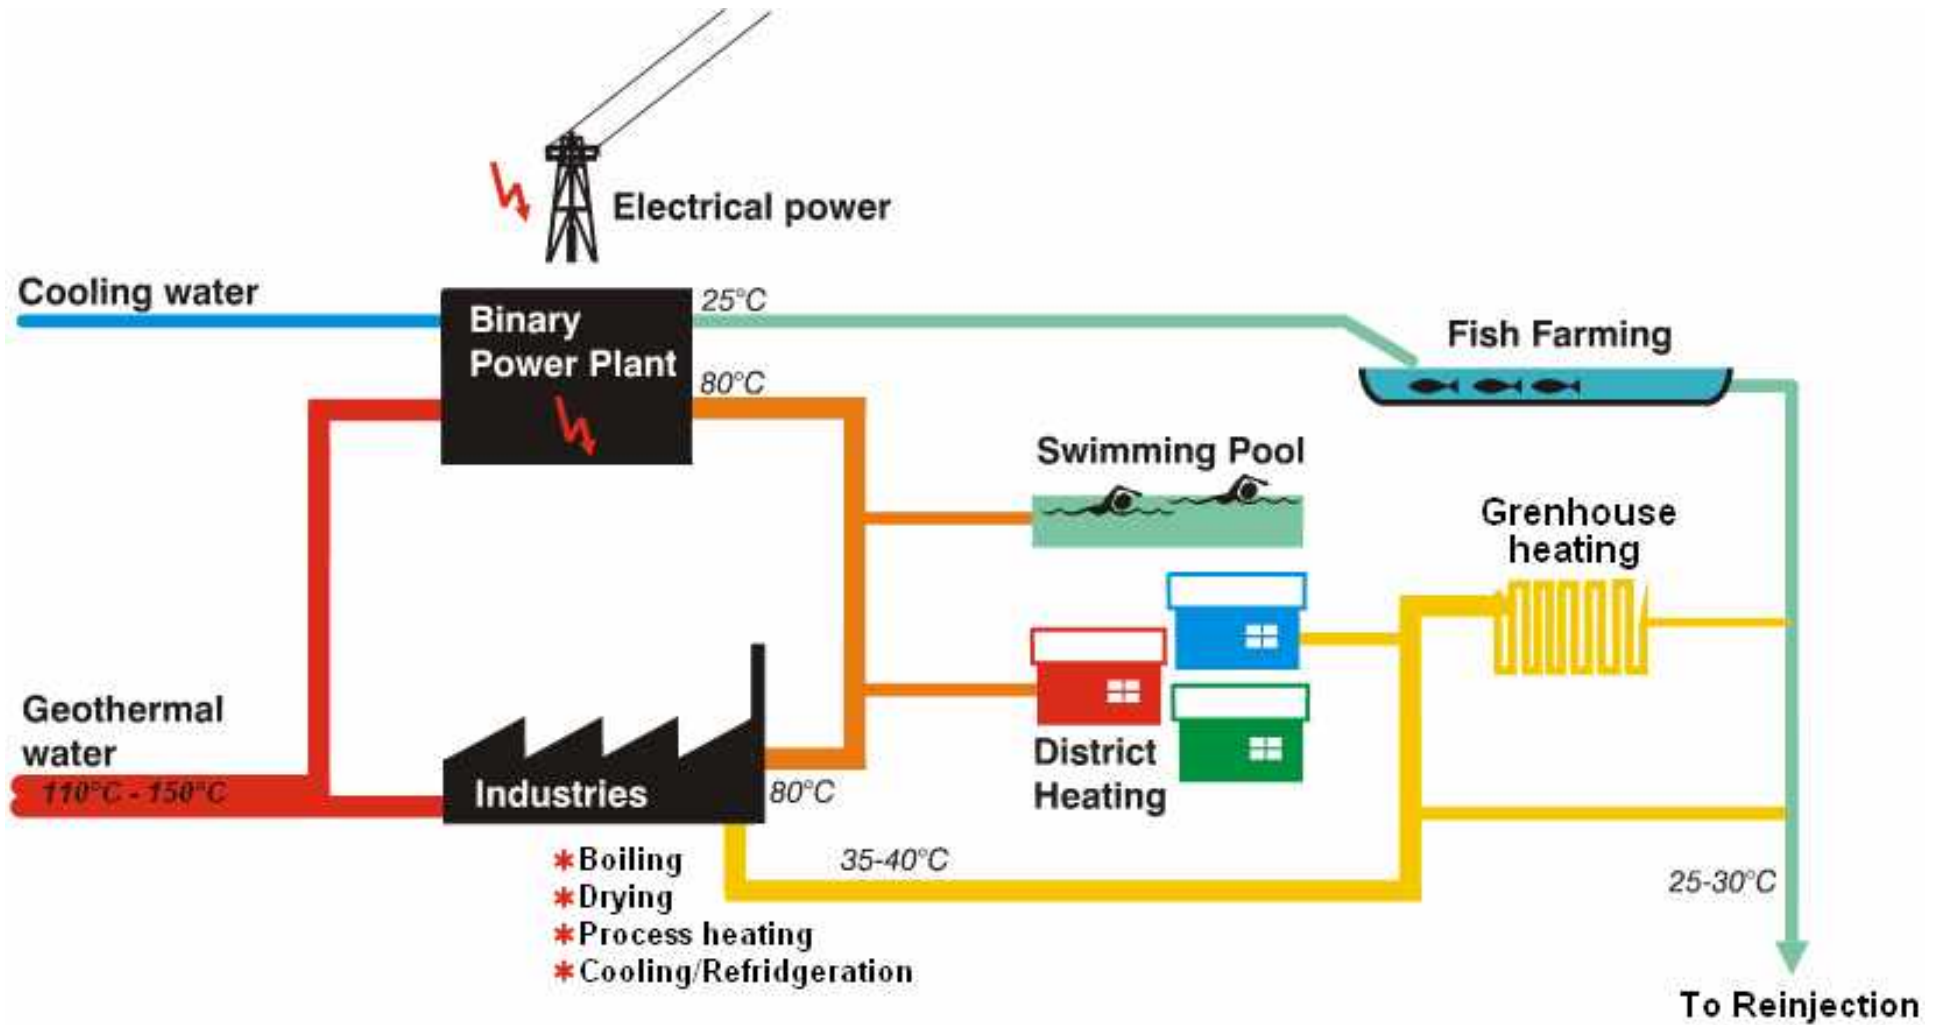 Electrical power
Cooling water
25°C
Binary
Power Plant
80°C
Fish Farming
Swimming Pool
Grenhouse
heating
Geothermal
water
110°C - 150°C
Industries
80°C
District
Heating
*Boiling
*Drying
*Process heating
*Cooling/Refridgeration
35-40°C
25-30°C
To Reinjection